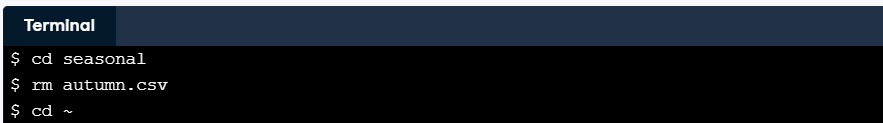 Terminal
$ cd seasonal
$ rm autumn.csv
$ cd ~